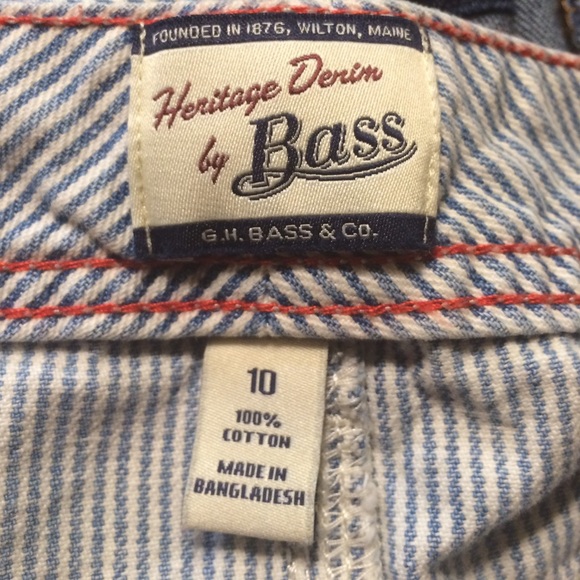 FOUNDED IN 1876, WILTON, MAINE
Heritage Denim
by Bass
G.H. BASS & CO.
10
100%
COTTON
MADE IN
BANGLADESH